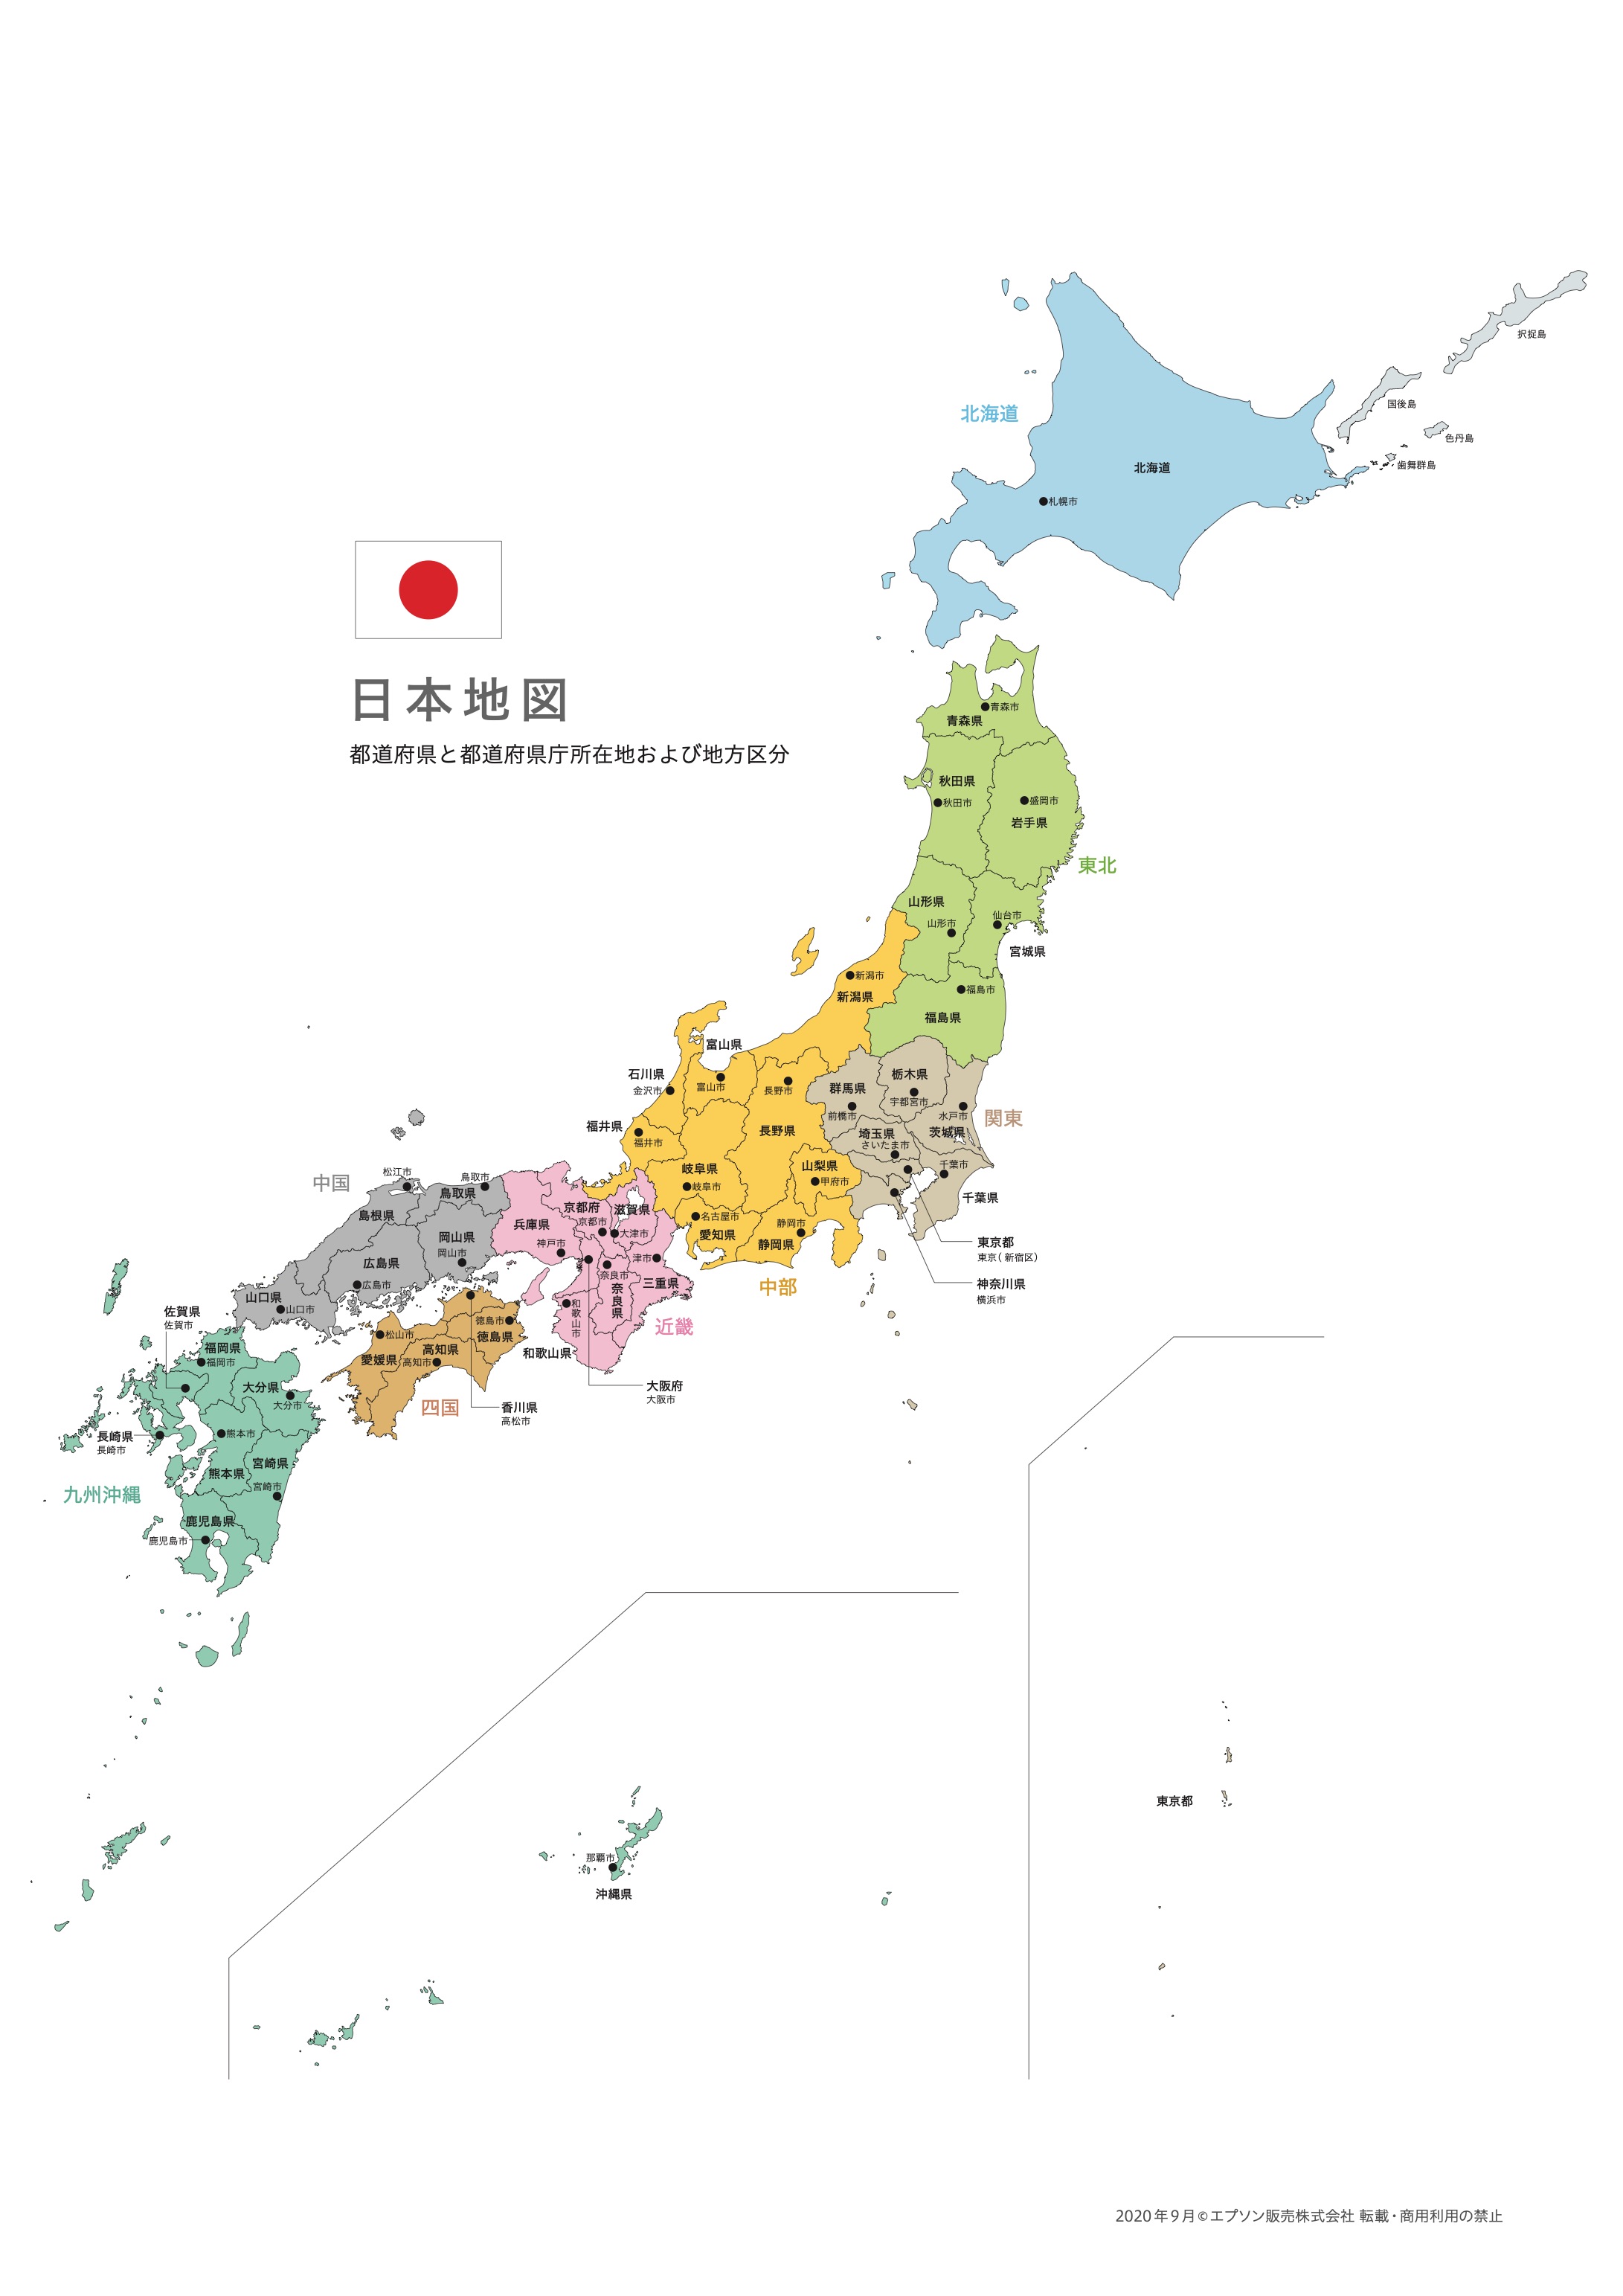 択捉島
国後島
色丹島
歯舞群島
北海道
北海道
札幌市
日本地図
都道府県と都道府県庁所在地および地方区分
青森市
青森県
秋田県
秋田市
盛岡市
岩手県
東北
山形県
山形市
仙台市
宮城県
福島市
福島県
新潟市
新潟県
富山県
富山市
石川県
金沢市
福井県
福井市
長野市
長野県
岐阜県
岐阜市
山梨県
甲府市
名古屋市
愛知県
静岡市
静岡県
中部
群馬県
前橋市
栃木県
宇都宮市
水戸市
茨城県
関東
埼玉県
さいたま市
千葉市
千葉県
東京都
東京(新宿区)
神奈川県
横浜市
中国
松江市
鳥取市
鳥取県
島根県
岡山県
岡山市
広島県
広島市
山口県
山口市
兵庫県
神戸市
京都府
京都市
滋賀県
大津市
津市
三重県
奈良市
奈良県
和歌山市
和歌山県
近畿
大阪府
大阪市
徳島市
徳島県
松山市
愛媛県
高知県
高知市
四国
香川県
高松市
佐賀県
佐賀市
福岡県
福岡市
大分県
大分市
長崎県
長崎市
熊本市
熊本県
宮崎県
宮崎市
九州沖縄
鹿児島県
鹿児島市
那覇市
沖縄県
東京都
2020年9月©エプソン販売株式会社 転載・商用利用の禁止